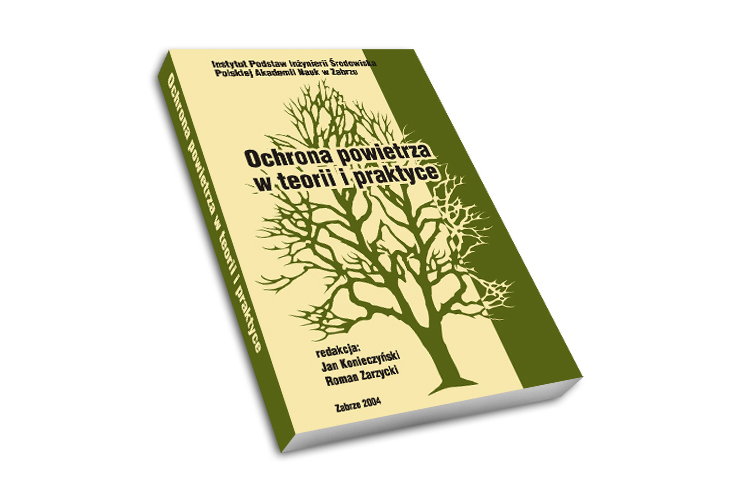 Instytut Podstaw Inżynierii Środowiska
Polskiej Akademii Nauk w Zabrzu
Ochrona powietrza
w teorii i praktyce
redakcja:
Jan Konieczyński
Roman Zarzycki
Zabrze 2004
Ochrona powietrza w teorii i praktyce